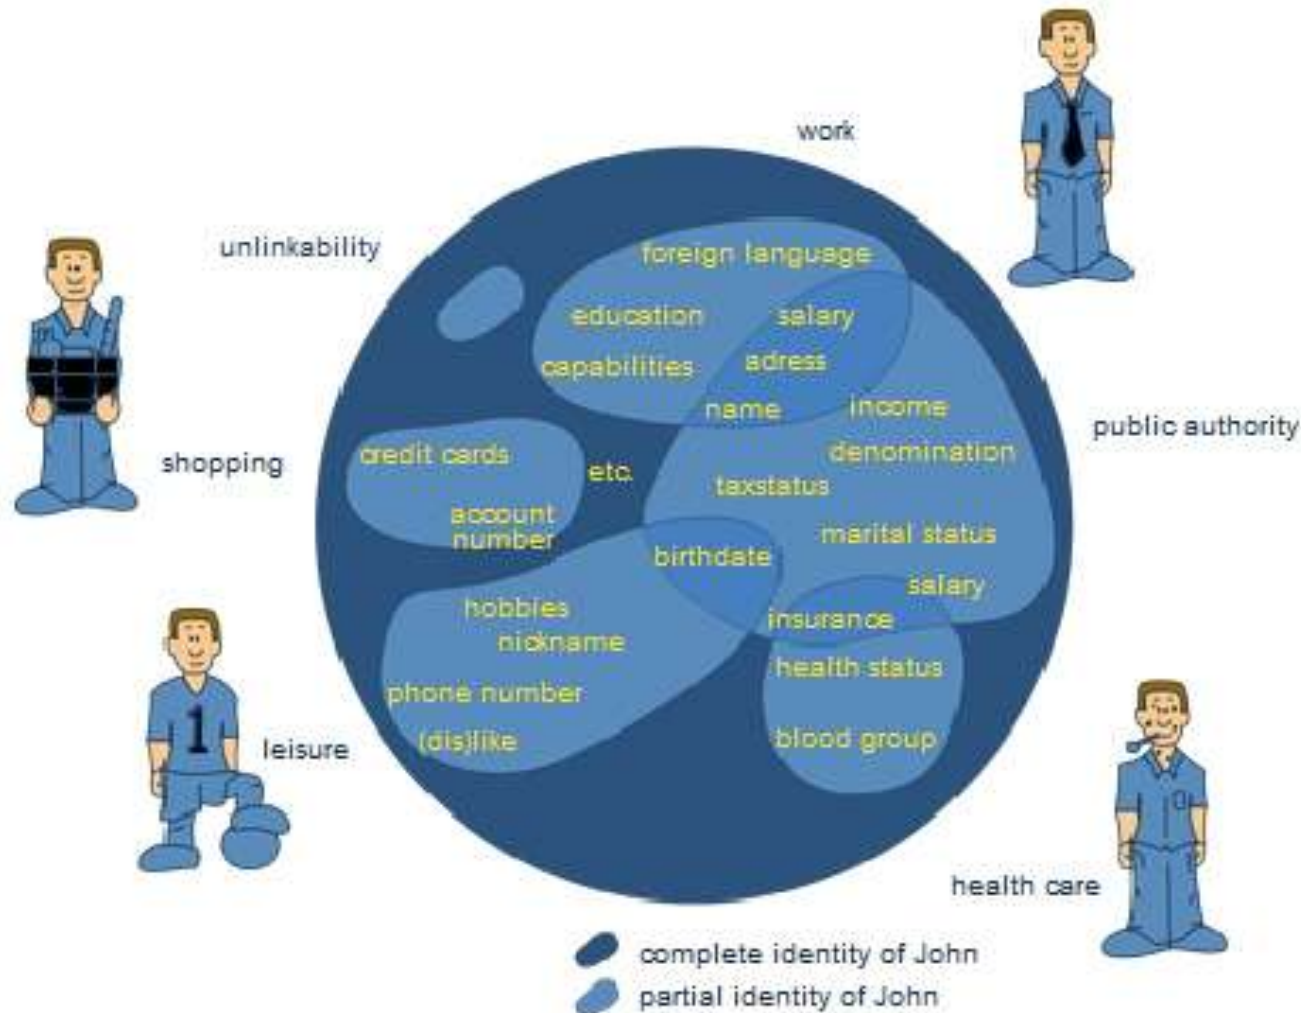 work
unlinkability
foreign language
education
salary
capabilities
adress
name
income
public authority
denomination
credit cards
shopping
etc.
taxstatus
account
number
marital status
birthdate
salary
hobbies
insurance
nickname
health status
phone number
(dis)like
blood group
leisure
1
health care
complete identity of John
partial identity of John